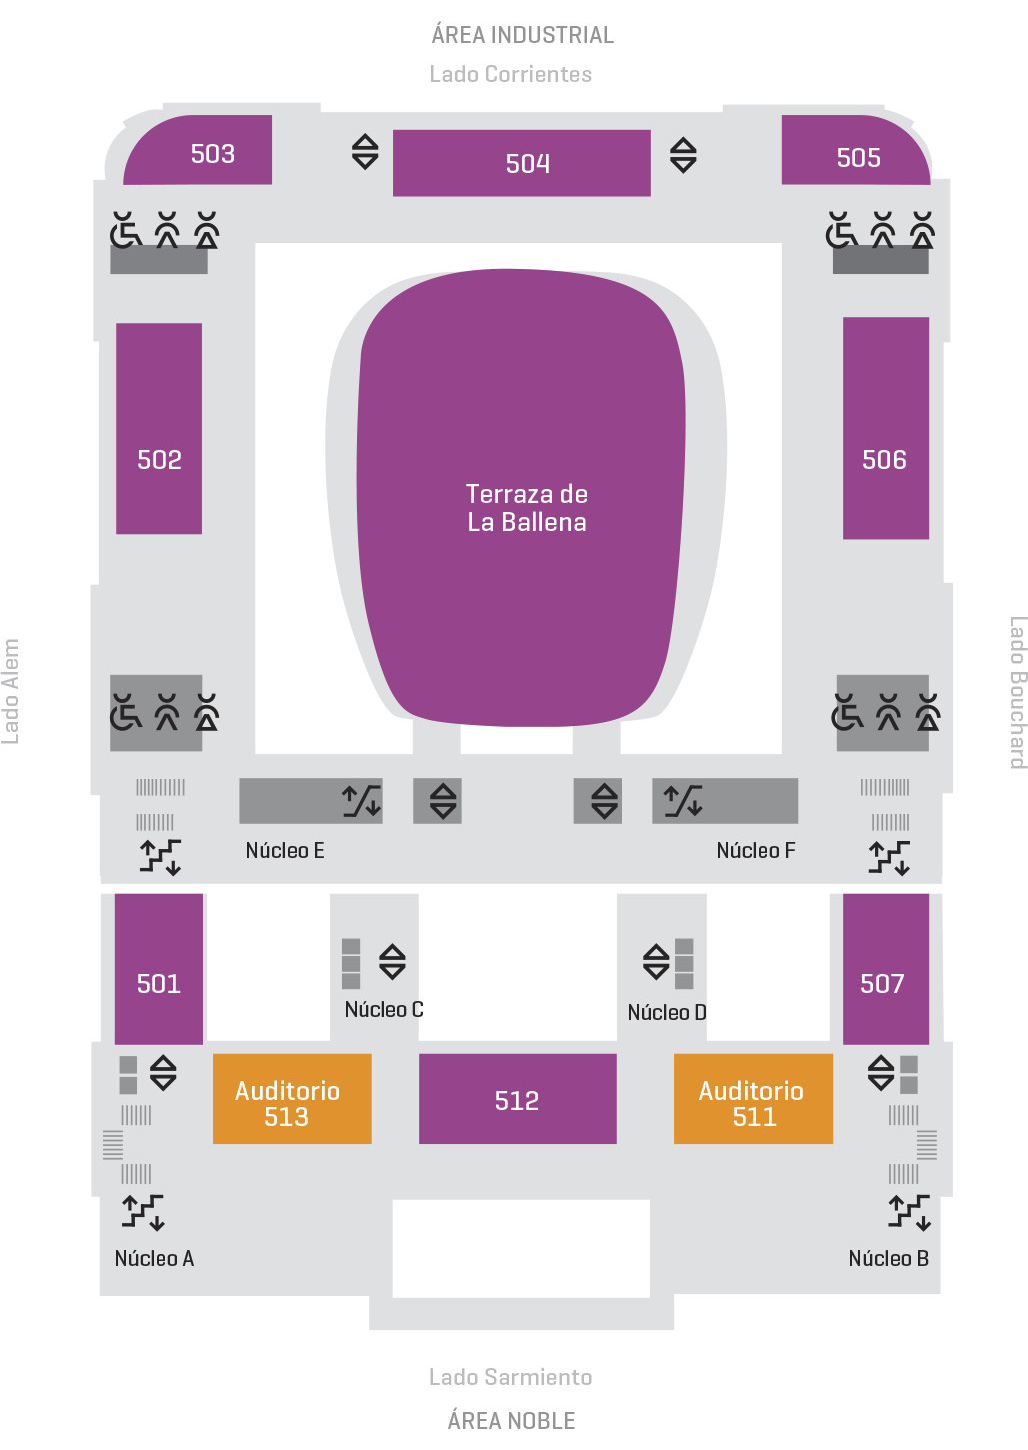 ÁREA INDUSTRIAL
Lado Corrientes
503
504
505
502
506
Terraza de
La Ballena
Lado Alem
Lado Bouchard
Núcleo E
Núcleo F
501
507
Núcleo C
Núcleo D
Auditorio
513
512
Auditorio
511
Núcleo A
Núcleo B
Lado Sarmiento
ÁREA NOBLE